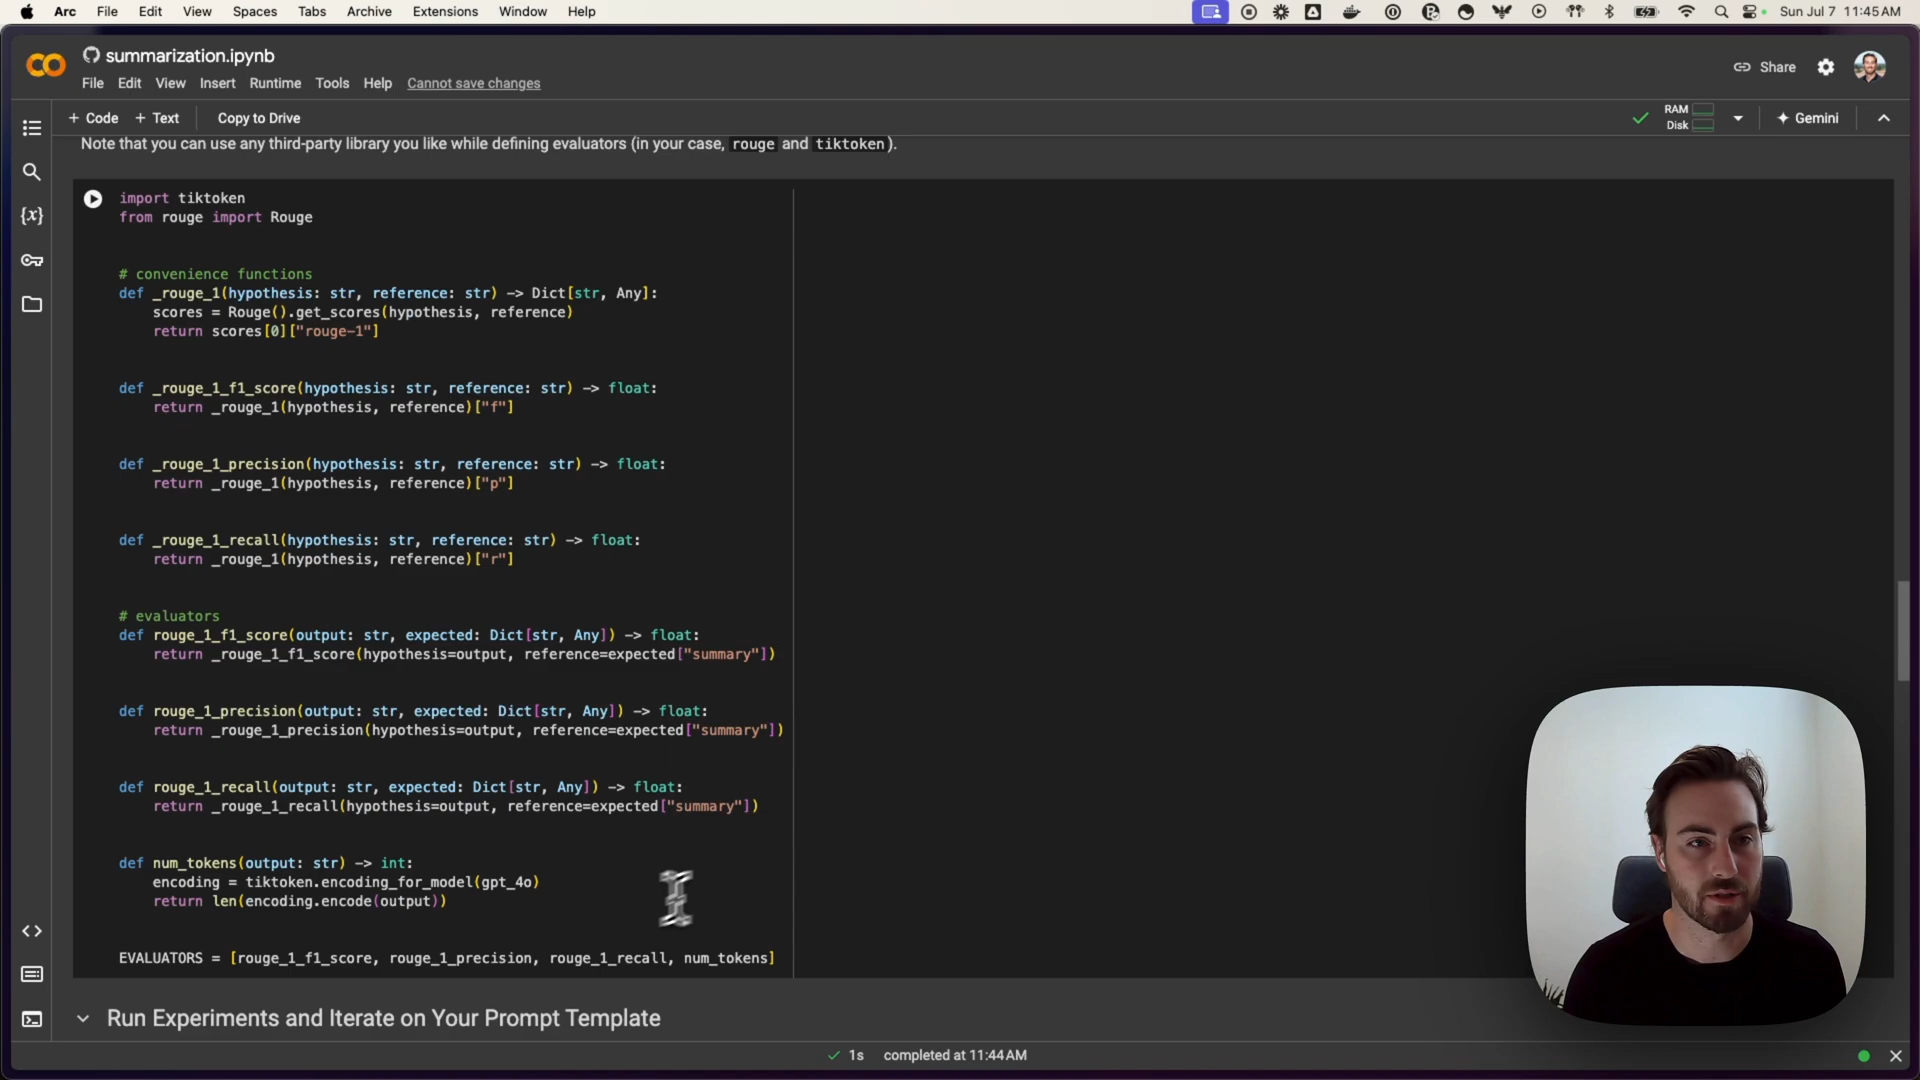 Arc File Edit View Spaces Tabs Archive Extensions Window Help Sun Jul 7 11:45 AM
summarization.ipynb
File Edit View Insert Runtime Tools Help Cannot save changes
Share
+ Code + Text Copy to Drive
RAM
Disk
Gemini
Note that you can use any third-party library you like while defining evaluators (in your case, rouge and tiktoken).
import tiktoken
from rouge import Rouge
# convenience functions
def _rouge_1(hypothesis: str, reference: str) -> Dict[str, Any]:
    scores = Rouge().get_scores(hypothesis, reference)
    return scores[0]["rouge-1"]
def _rouge_1_f1_score(hypothesis: str, reference: str) -> float:
    return _rouge_1(hypothesis, reference)["f"]
def _rouge_1_precision(hypothesis: str, reference: str) -> float:
    return _rouge_1(hypothesis, reference)["p"]
def _rouge_1_recall(hypothesis: str, reference: str) -> float:
    return _rouge_1(hypothesis, reference)["r"]
# evaluators
def rouge_1_f1_score(output: str, expected: Dict[str, Any]) -> float:
    return _rouge_1_f1_score(hypothesis=output, reference=expected["summary"])
def rouge_1_precision(output: str, expected: Dict[str, Any]) -> float:
    return _rouge_1_precision(hypothesis=output, reference=expected["summary"])
def rouge_1_recall(output: str, expected: Dict[str, Any]) -> float:
    return _rouge_1_recall(hypothesis=output, reference=expected["summary"])
def num_tokens(output: str) -> int:
    encoding = tiktoken.encoding_for_model(gpt_4o)
    return len(encoding.encode(output))
EVALUATORS = [rouge_1_f1_score, rouge_1_precision, rouge_1_recall, num_tokens]
Run Experiments and Iterate on Your Prompt Template
1s completed at 11:44 AM